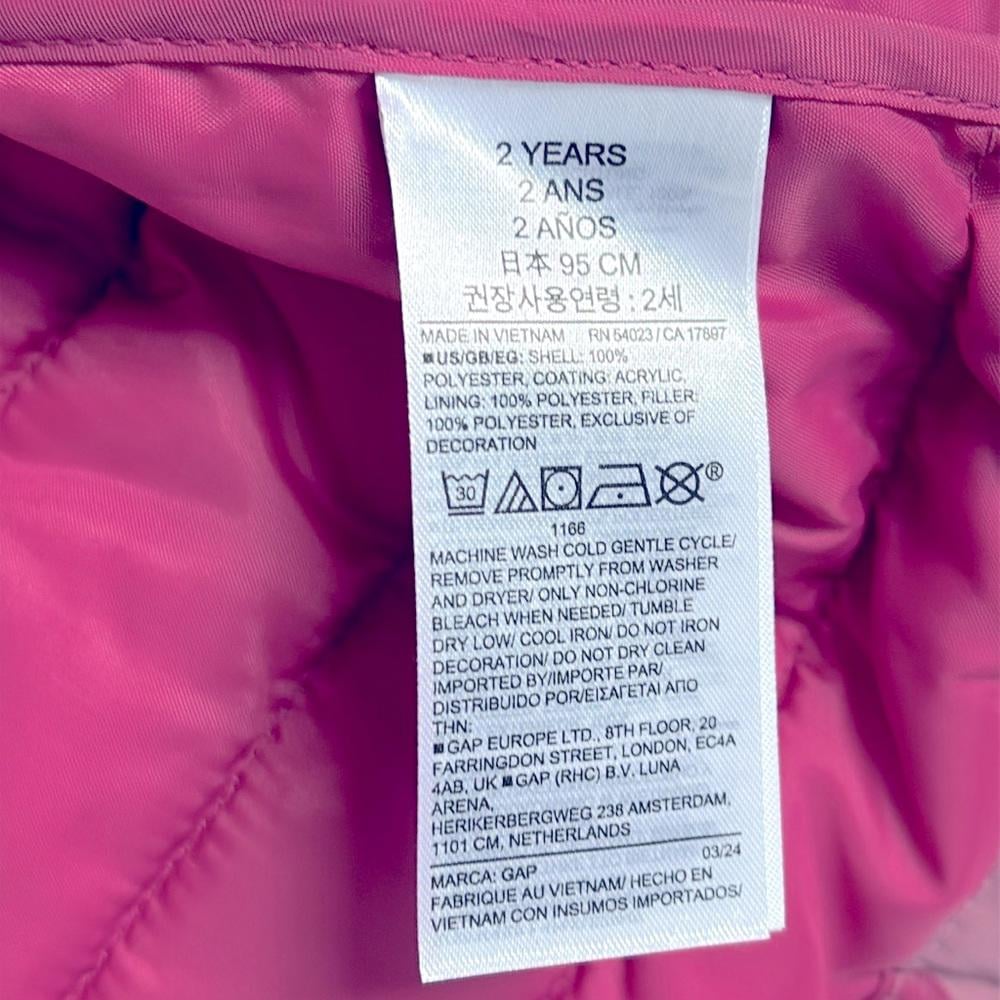 2 YEARS
2 ANS
2 AÑOS
日本 95 CM
권장사용연령 : 2세
MADE IN VIETNAM RN 54023 / CA 17897
US/GB/EG: SHELL: 100%
POLYESTER, COATING: ACRYLIC,
LINING: 100% POLYESTER, FILLER:
100% POLYESTER, EXCLUSIVE OF
DECORATION
30 ®
1166
MACHINE WASH COLD GENTLE CYCLE/
REMOVE PROMPTLY FROM WASHER
AND DRYER/ ONLY NON-CHLORINE
BLEACH WHEN NEEDED/ TUMBLE
DRY LOW/ COOL IRON/ DO NOT IRON
DECORATION/ DO NOT DRY CLEAN
IMPORTED BY/IMPORTE PAR/
DISTRIBUIDO POR/ΕΙΣΑΓΕΤΑΙ ΑΠΟ
ΤΗΝ:
GAP EUROPE LTD., 8TH FLOOR, 20
FARRINGDON STREET, LONDON, EC4A
4AB, UK GAP (RHC) B.V. LUNA
ARENA,
HERIKERBERGWEG 238 AMSTERDAM,
1101 CM, NETHERLANDS
03/24
MARCA: GAP
FABRIQUE AU VIETNAM/ HECHO EN
VIETNAM CON INSUMOS IMPORTADOS/